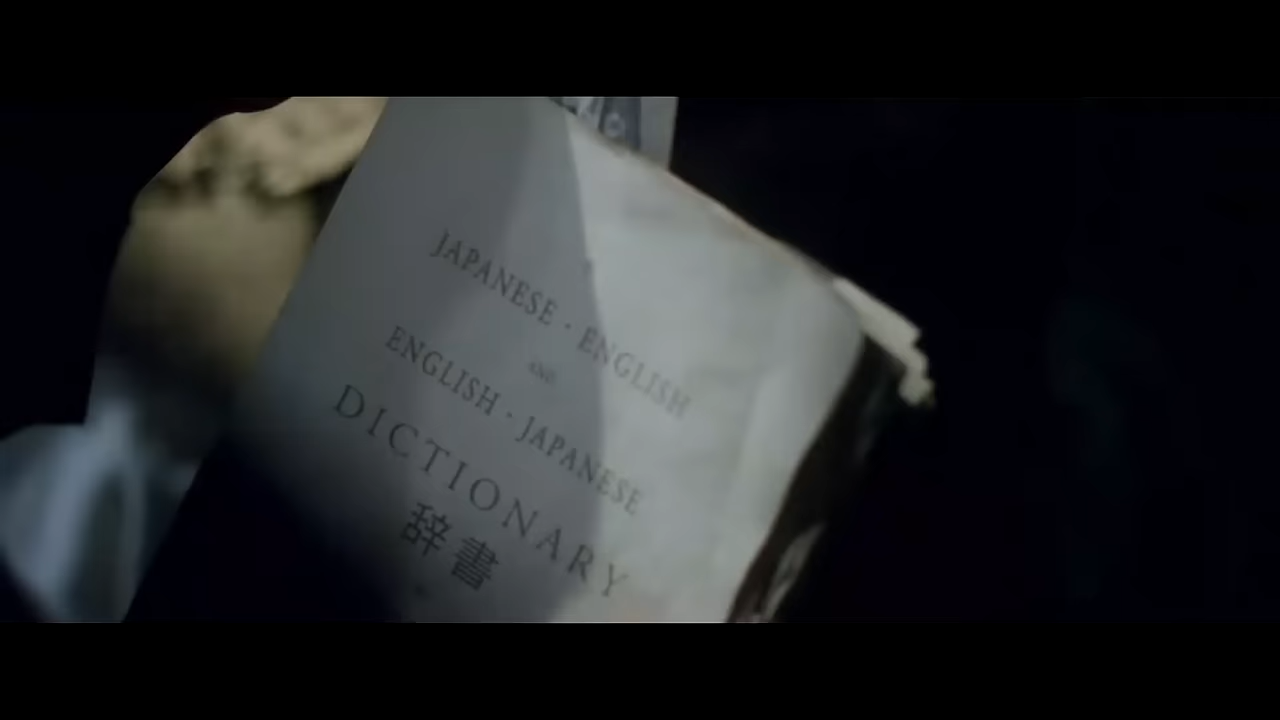 JAPANESE · ENGLISH
AND
ENGLISH · JAPANESE
DICTIONARY
辞書